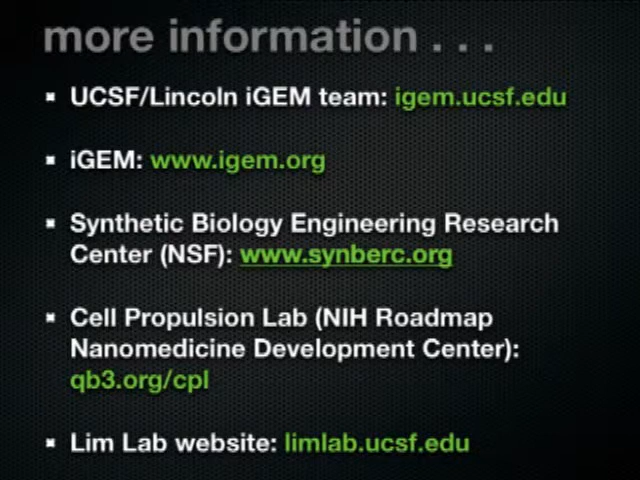 more information . . .
UCSF/Lincoln iGEM team: igem.ucsf.edu
iGEM: www.igem.org
Synthetic Biology Engineering Research
Center (NSF): www.synberc.org
Cell Propulsion Lab (NIH Roadmap
Nanomedicine Development Center):
qb3.org/cpl
Lim Lab website: limlab.ucsf.edu